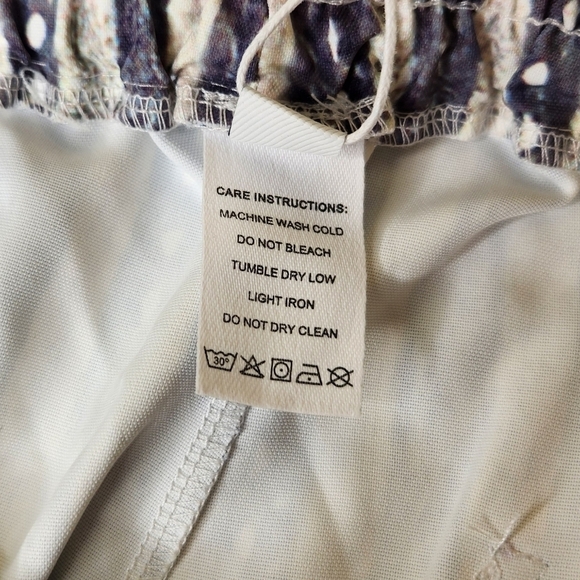 CARE INSTRUCTIONS:
MACHINE WASH COLD
DO NOT BLEACH
TUMBLE DRY LOW
LIGHT IRON
DO NOT DRY CLEAN
30°